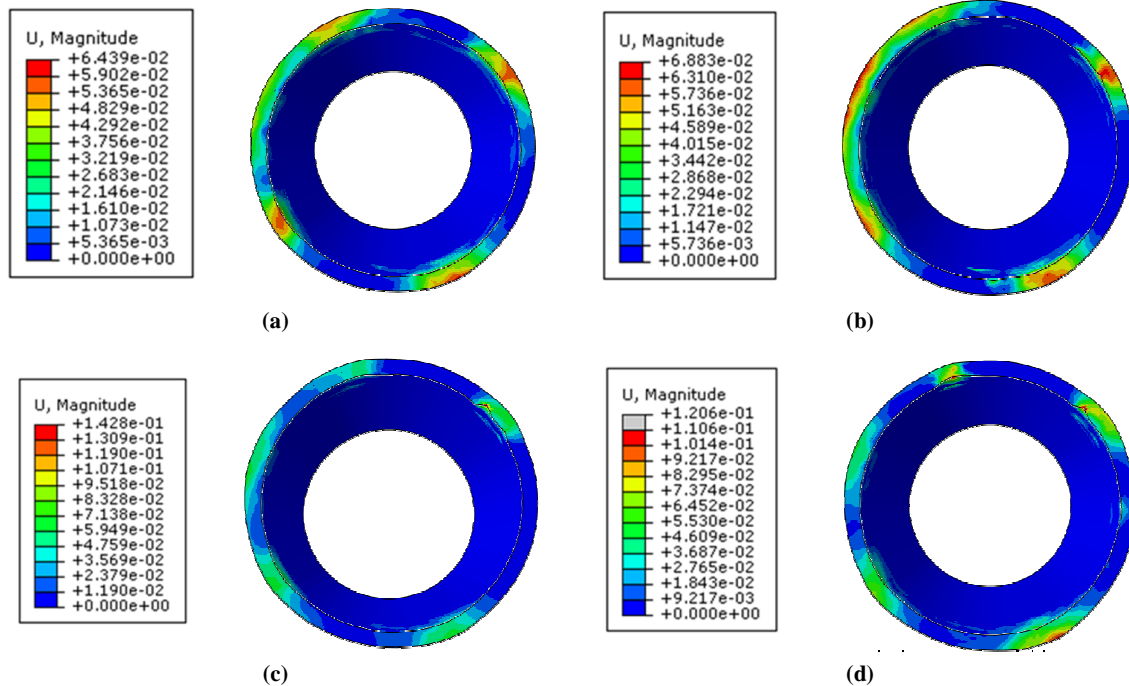 U, Magnitude
+6.439e-02
+5.902e-02
+5.365e-02
+4.829e-02
+4.292e-02
+3.756e-02
+3.219e-02
+2.683e-02
+2.146e-02
+1.610e-02
+1.073e-02
+5.365e-03
+0.000e+00
(a)
U, Magnitude
+6.883e-02
+6.310e-02
+5.736e-02
+5.163e-02
+4.589e-02
+4.015e-02
+3.442e-02
+2.868e-02
+2.294e-02
+1.721e-02
+1.147e-02
+5.736e-03
+0.000e+00
(b)
U, Magnitude
+1.428e-01
+1.309e-01
+1.190e-01
+1.071e-01
+9.518e-02
+8.328e-02
+7.138e-02
+5.949e-02
+4.759e-02
+3.569e-02
+2.379e-02
+1.190e-02
+0.000e+00
(c)
U, Magnitude
+1.206e-01
+1.106e-01
+1.014e-01
+9.217e-02
+8.295e-02
+7.374e-02
+6.452e-02
+5.530e-02
+4.609e-02
+3.687e-02
+2.765e-02
+1.843e-02
+9.217e-03
+0.000e+00
(d)